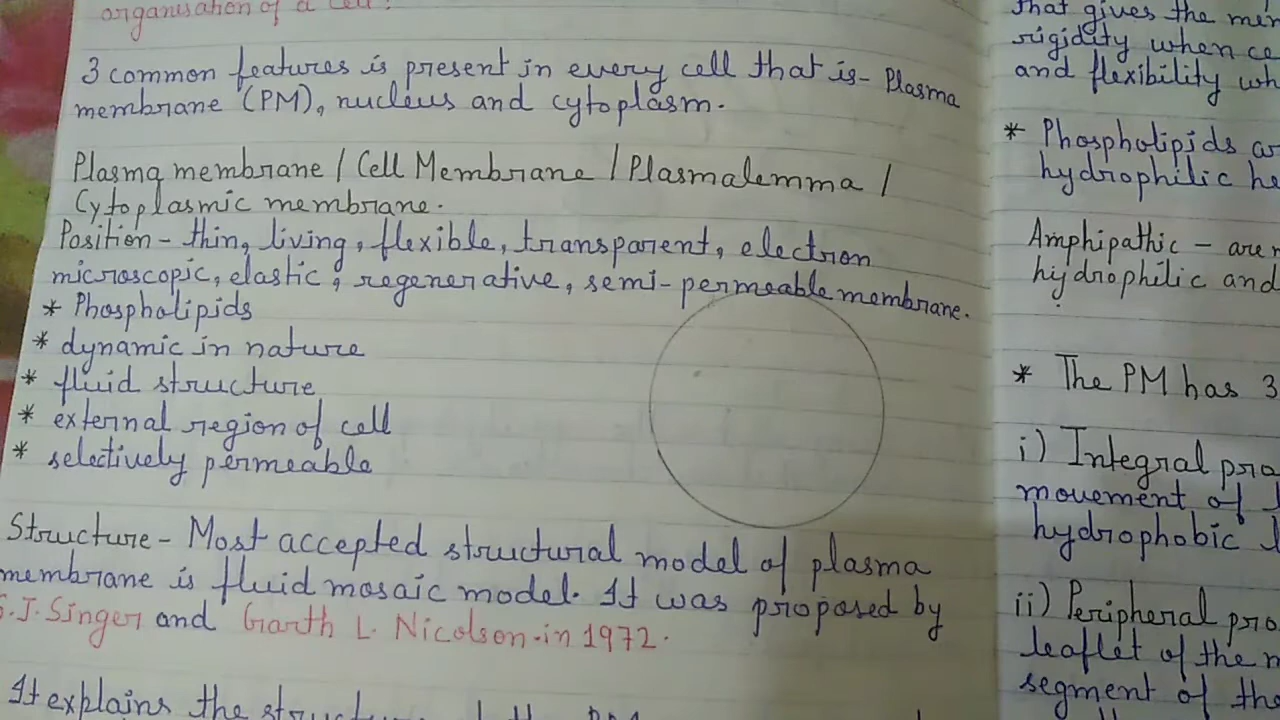 organisation of a cell?
3 common features is present in every cell that is- Plasma
membrane (PM), nucleus and cytoplasm.
Plasma membrane / Cell Membrane / Plasmalemma /
Cytoplasmic membrane.
Position - thin, living, flexible, transparent, electron
microscopic, elastic, regenerative, semi-permeable membrane.
* Phospholipids
* dynamic in nature
* fluid structure
* external region of cell
* selectively permeable
Structure - Most accepted structural model of plasma
membrane is fluid mosaic model. It was proposed by
S.J. Singer and Garth L. Nicolson in 1972.
It explains the
that gives the
rigidity when
and flexibility
* Phospholipids
hydrophilic
Amphipathic - are
hydrophilic and
* The PM has 3
i) Integral
movement of
hydrophobic
ii) Peripheral
leaflet of the
segment of the